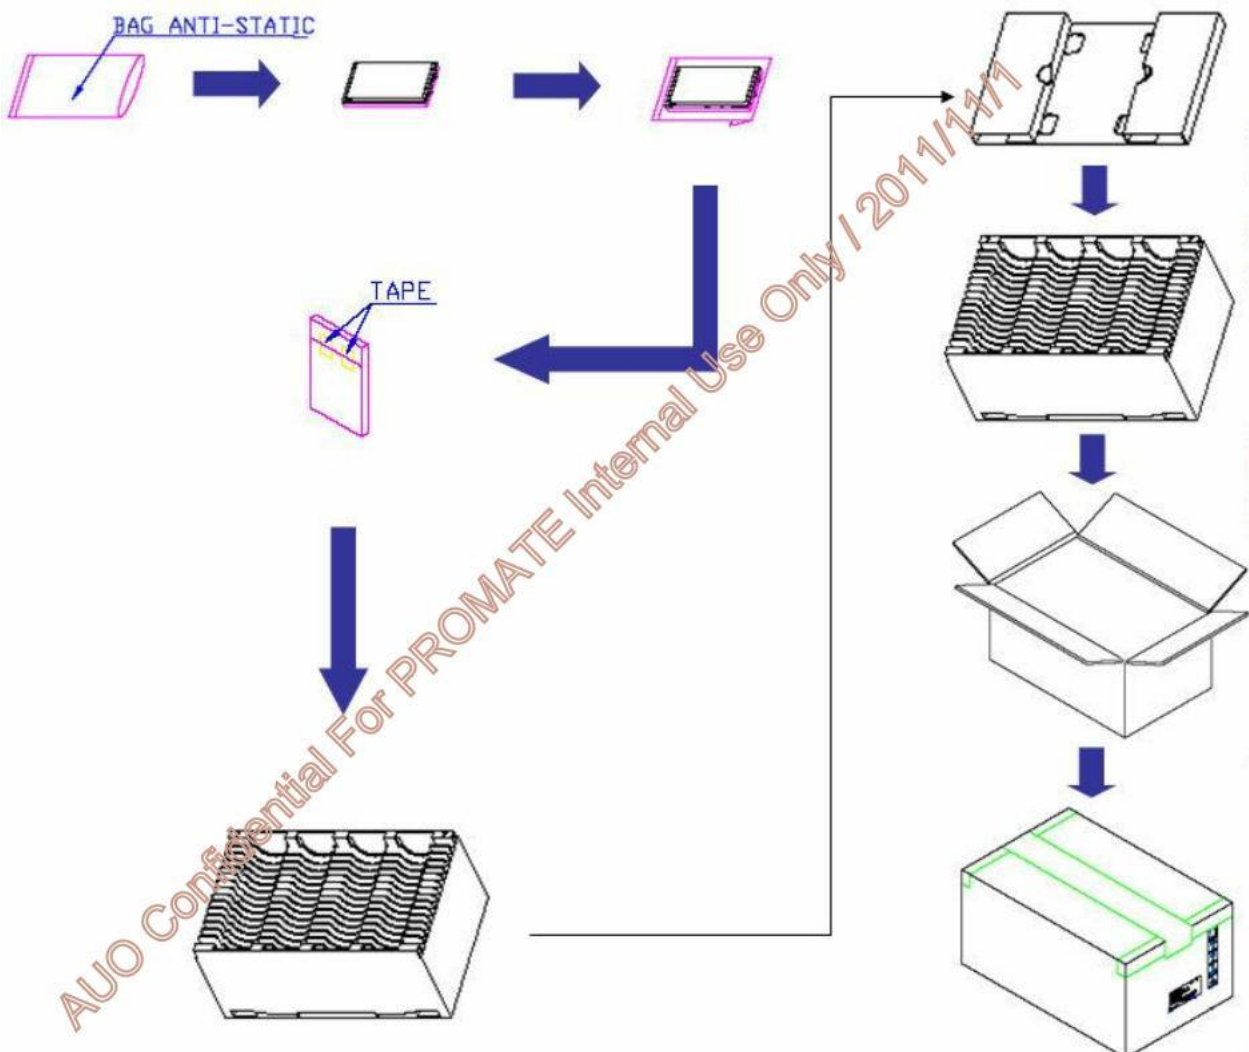 BAG ANTI-STATIC
TAPE
AUO Confidential For PROMATE Internal Use Only / 2011/11/1